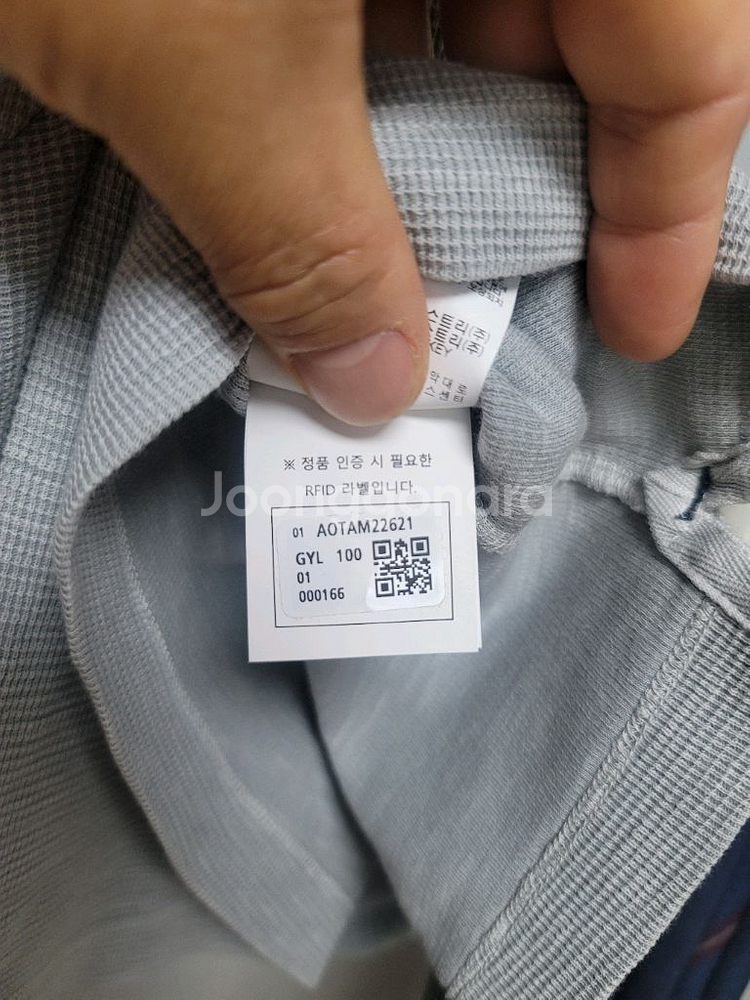 ※ 정품 인증 시 필요한
RFID 라벨입니다.
Joonggonara
01 AOTAM22621
GYL 100
01
000166